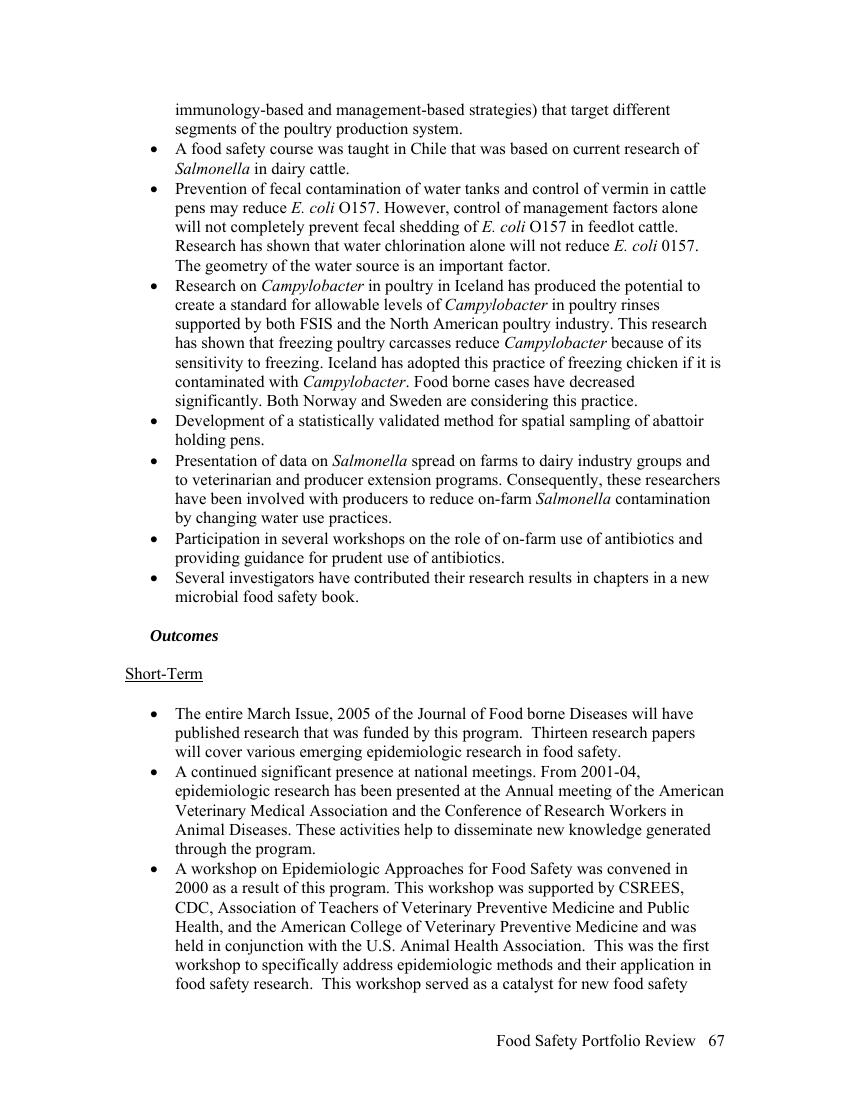 immunology-based and management-based strategies) that target different
segments of the poultry production system.
• A food safety course was taught in Chile that was based on current research of
Salmonella in dairy cattle.
• Prevention of fecal contamination of water tanks and control of vermin in cattle
pens may reduce E. coli O157. However, control of management factors alone
will not completely prevent fecal shedding of E. coli O157 in feedlot cattle.
Research has shown that water chlorination alone will not reduce E. coli 0157.
The geometry of the water source is an important factor.
• Research on Campylobacter in poultry in Iceland has produced the potential to
create a standard for allowable levels of Campylobacter in poultry rinses
supported by both FSIS and the North American poultry industry. This research
has shown that freezing poultry carcasses reduce Campylobacter because of its
sensitivity to freezing. Iceland has adopted this practice of freezing chicken if it is
contaminated with Campylobacter. Food borne cases have decreased
significantly. Both Norway and Sweden are considering this practice.
• Development of a statistically validated method for spatial sampling of abattoir
holding pens.
• Presentation of data on Salmonella spread on farms to dairy industry groups and
to veterinarian and producer extension programs. Consequently, these researchers
have been involved with producers to reduce on-farm Salmonella contamination
by changing water use practices.
• Participation in several workshops on the role of on-farm use of antibiotics and
providing guidance for prudent use of antibiotics.
• Several investigators have contributed their research results in chapters in a new
microbial food safety book.
Outcomes
Short-Term
• The entire March Issue, 2005 of the Journal of Food borne Diseases will have
published research that was funded by this program.  Thirteen research papers
will cover various emerging epidemiologic research in food safety.
• A continued significant presence at national meetings. From 2001-04,
epidemiologic research has been presented at the Annual meeting of the American
Veterinary Medical Association and the Conference of Research Workers in
Animal Diseases. These activities help to disseminate new knowledge generated
through the program.
• A workshop on Epidemiologic Approaches for Food Safety was convened in
2000 as a result of this program. This workshop was supported by CSREES,
CDC, Association of Teachers of Veterinary Preventive Medicine and Public
Health, and the American College of Veterinary Preventive Medicine and was
held in conjunction with the U.S. Animal Health Association.  This was the first
workshop to specifically address epidemiologic methods and their application in
food safety research.  This workshop served as a catalyst for new food safety
Food Safety Portfolio Review   67